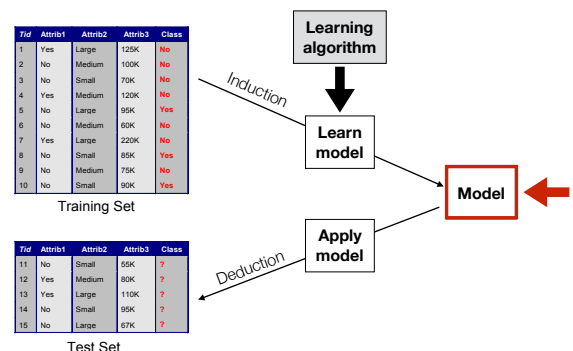 Tid Attrib1 Attrib2 Attrib3 Class
1 Yes Large 125K No
2 No Medium 100K No
3 No Small 70K No
4 Yes Medium 120K No
5 No Large 95K Yes
6 No Medium 60K No
7 Yes Large 220K No
8 No Small 85K Yes
9 No Medium 75K No
10 No Small 90K Yes
Training Set
Learning
algorithm
Induction
Learn
model
Model
Apply
model
Deduction
Tid Attrib1 Attrib2 Attrib3 Class
11 No Small 55K ?
12 Yes Medium 80K ?
13 Yes Large 110K ?
14 No Small 95K ?
15 No Large 67K ?
Test Set